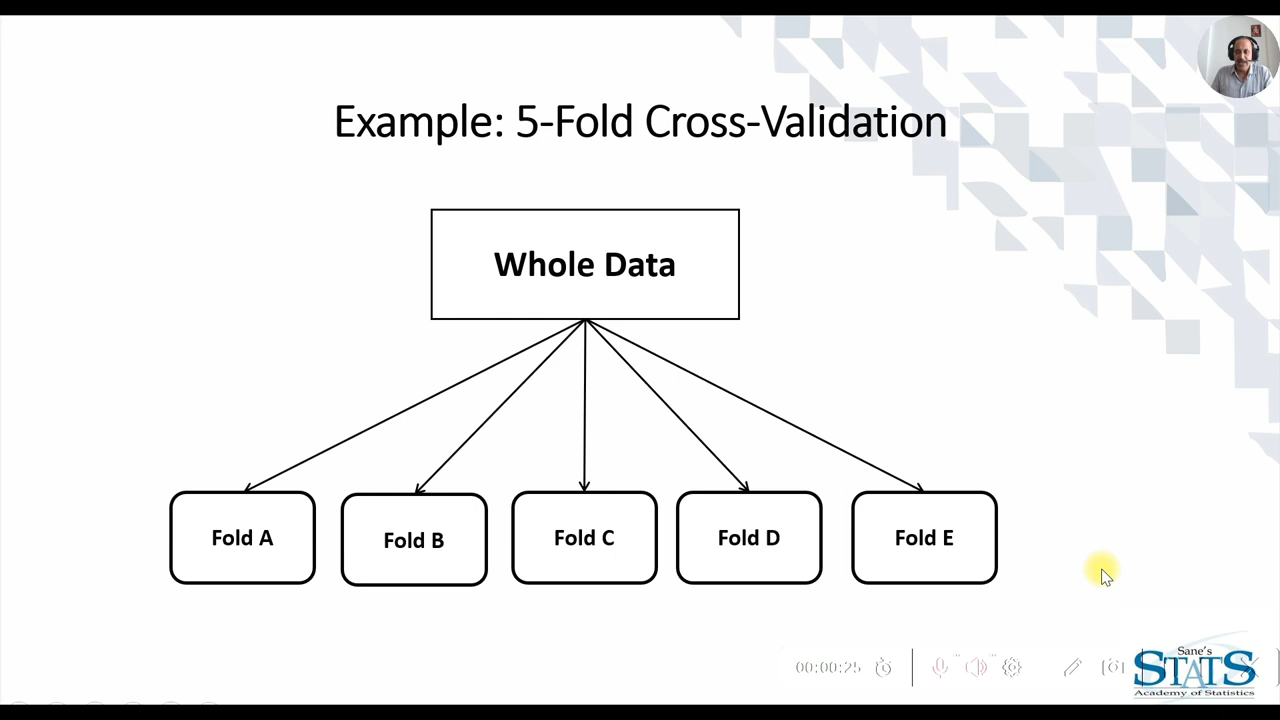 Example: 5-Fold Cross-Validation
Whole Data
Fold A
Fold B
Fold C
Fold D
Fold E
00:00:25
Sane's
STATS
Academy of Statistics